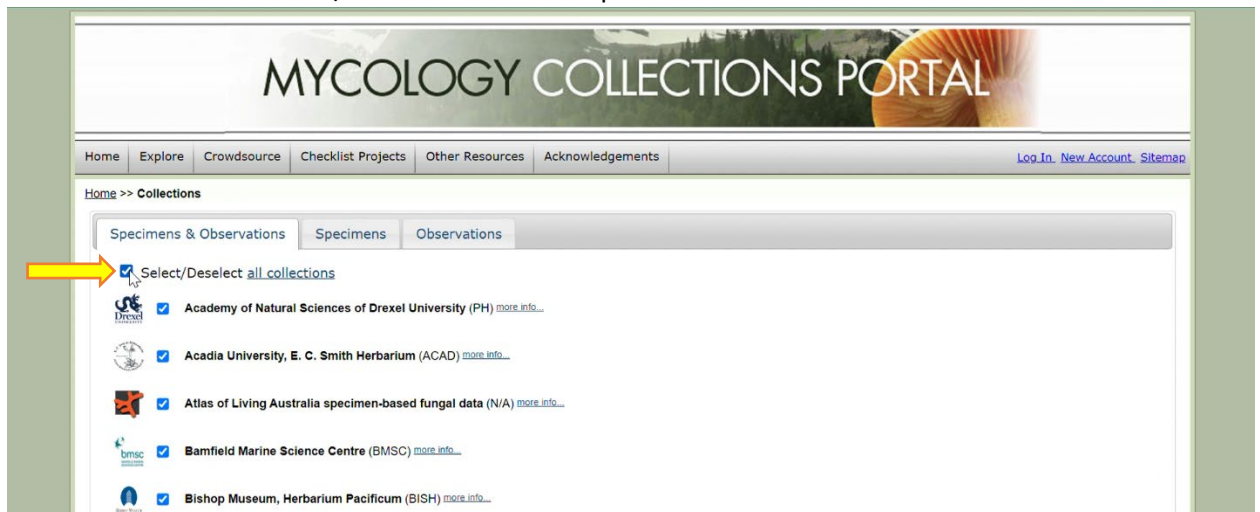 MYCOLOGY COLLECTIONS PORTAL
Home Explore Crowdsource Checklist Projects Other Resources Acknowledgements Log In New Account Sitemap
Home >> Collections
Specimens & Observations Specimens Observations
Select/Deselect all collections
Drexel
Academy of Natural Sciences of Drexel University (PH) more info...
Acadia University, E. C. Smith Herbarium (ACAD) more info...
Atlas of Living Australia specimen-based fungal data (N/A) more info...
bmsc
Bamfield Marine Science Centre (BMSC) more info...
Bishop Museum, Herbarium Pacificum (BISH) more info...